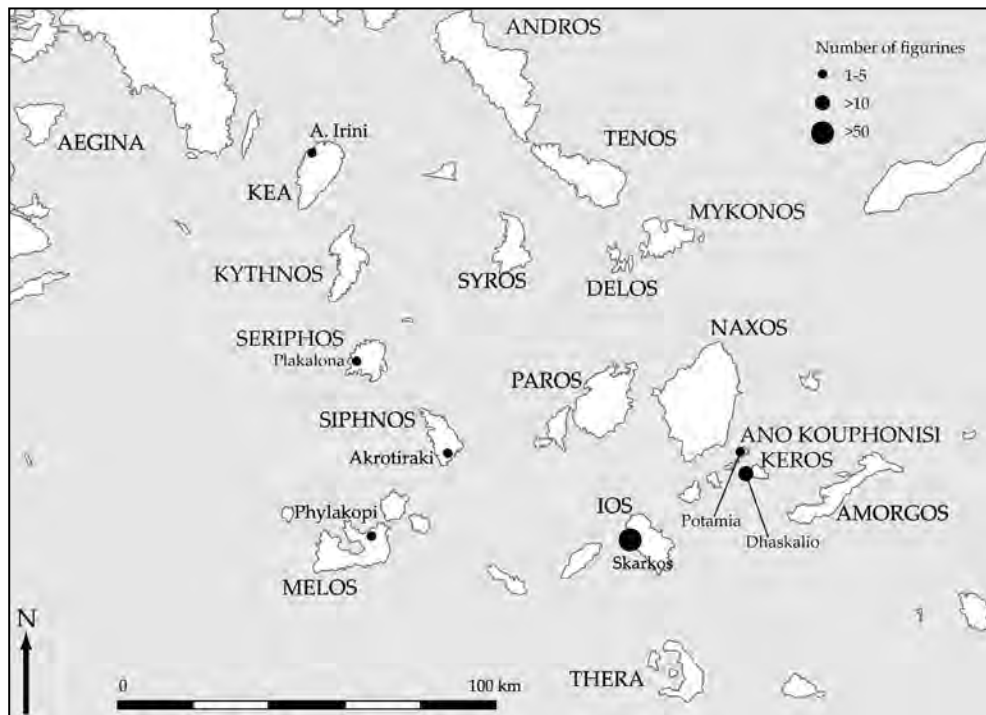 ANDROS
Number of figurines
1-5
>10
>50
AEGINA
A. Irini
TENOS
KEA
MYKONOS
KYTHNOS
SYROS
DELOS
SERIPHOS
Plakalona
NAXOS
PAROS
SIPHNOS
Akrotiraki
ANO KOUPHONISI
KEROS
Phylakopi
IOS
Potamia
AMORGOS
Dhaskalio
Skarkos
MELOS
N
THERA
0
100 km